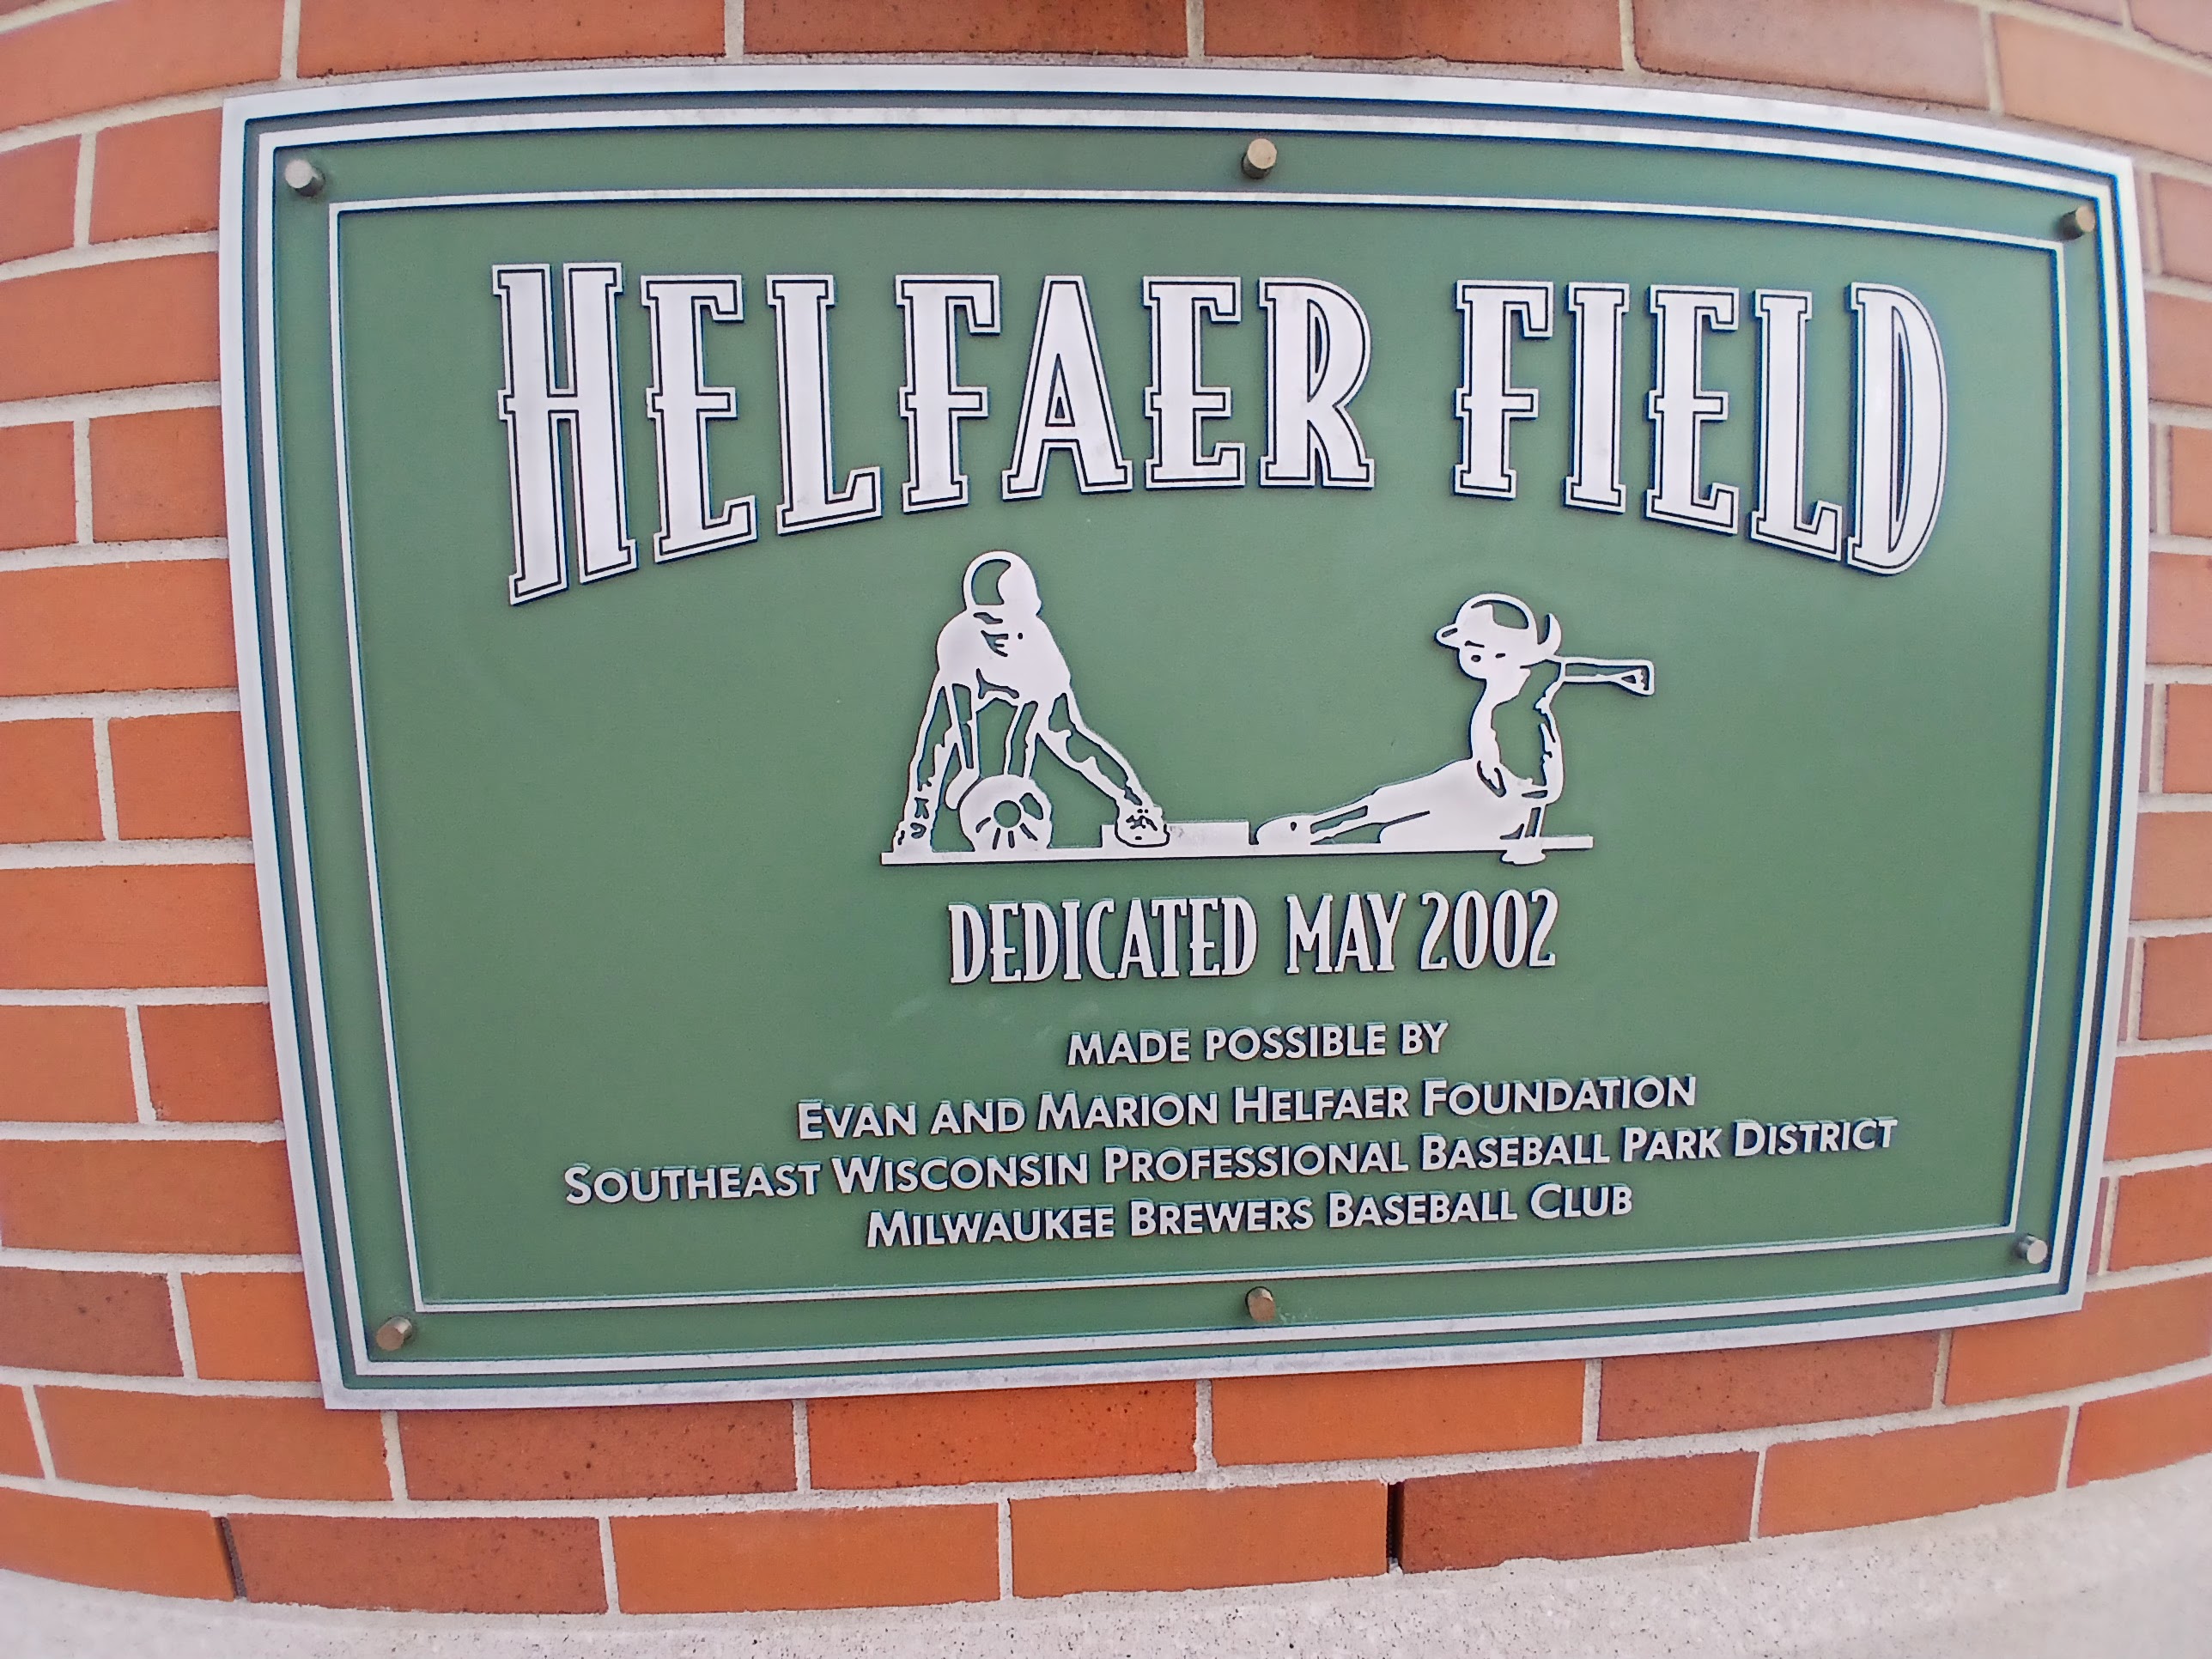 HELFAER FIELD
DEDICATED MAY 2002
MADE POSSIBLE BY
EVAN AND MARION HELFAER FOUNDATION
SOUTHEAST WISCONSIN PROFESSIONAL BASEBALL PARK DISTRICT
MILWAUKEE BREWERS BASEBALL CLUB